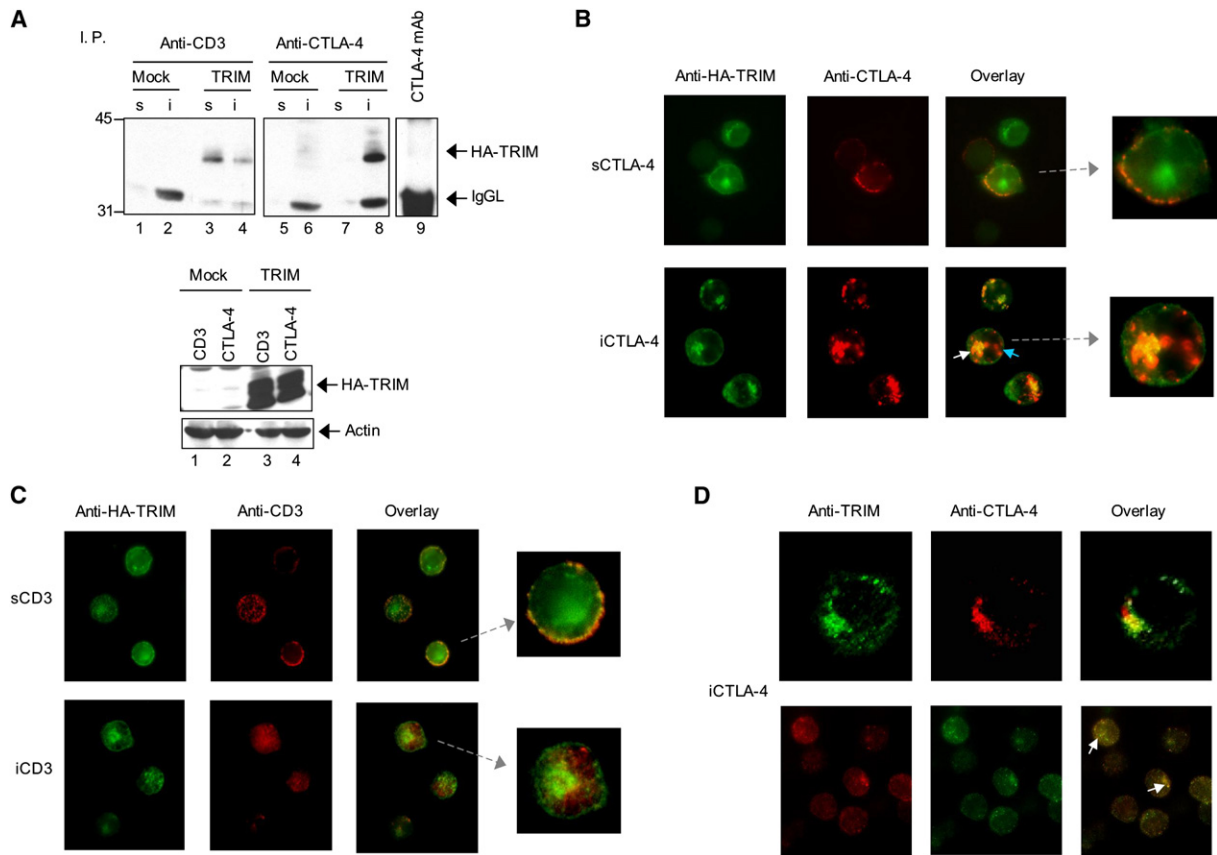 A
I. P.
Anti-CD3 Anti-CTLA-4
CTLA-4 mAb
Mock TRIM Mock TRIM
s i s i s i s i
45
HA-TRIM
IgGL
31
1 2 3 4 5 6 7 8 9
Mock TRIM
CD3 CTLA-4 CD3 CTLA-4
HA-TRIM
Actin
1 2 3 4
B
Anti-HA-TRIM Anti-CTLA-4 Overlay
sCTLA-4
iCTLA-4
C
Anti-HA-TRIM Anti-CD3 Overlay
sCD3
iCD3
D
Anti-TRIM Anti-CTLA-4 Overlay
iCTLA-4